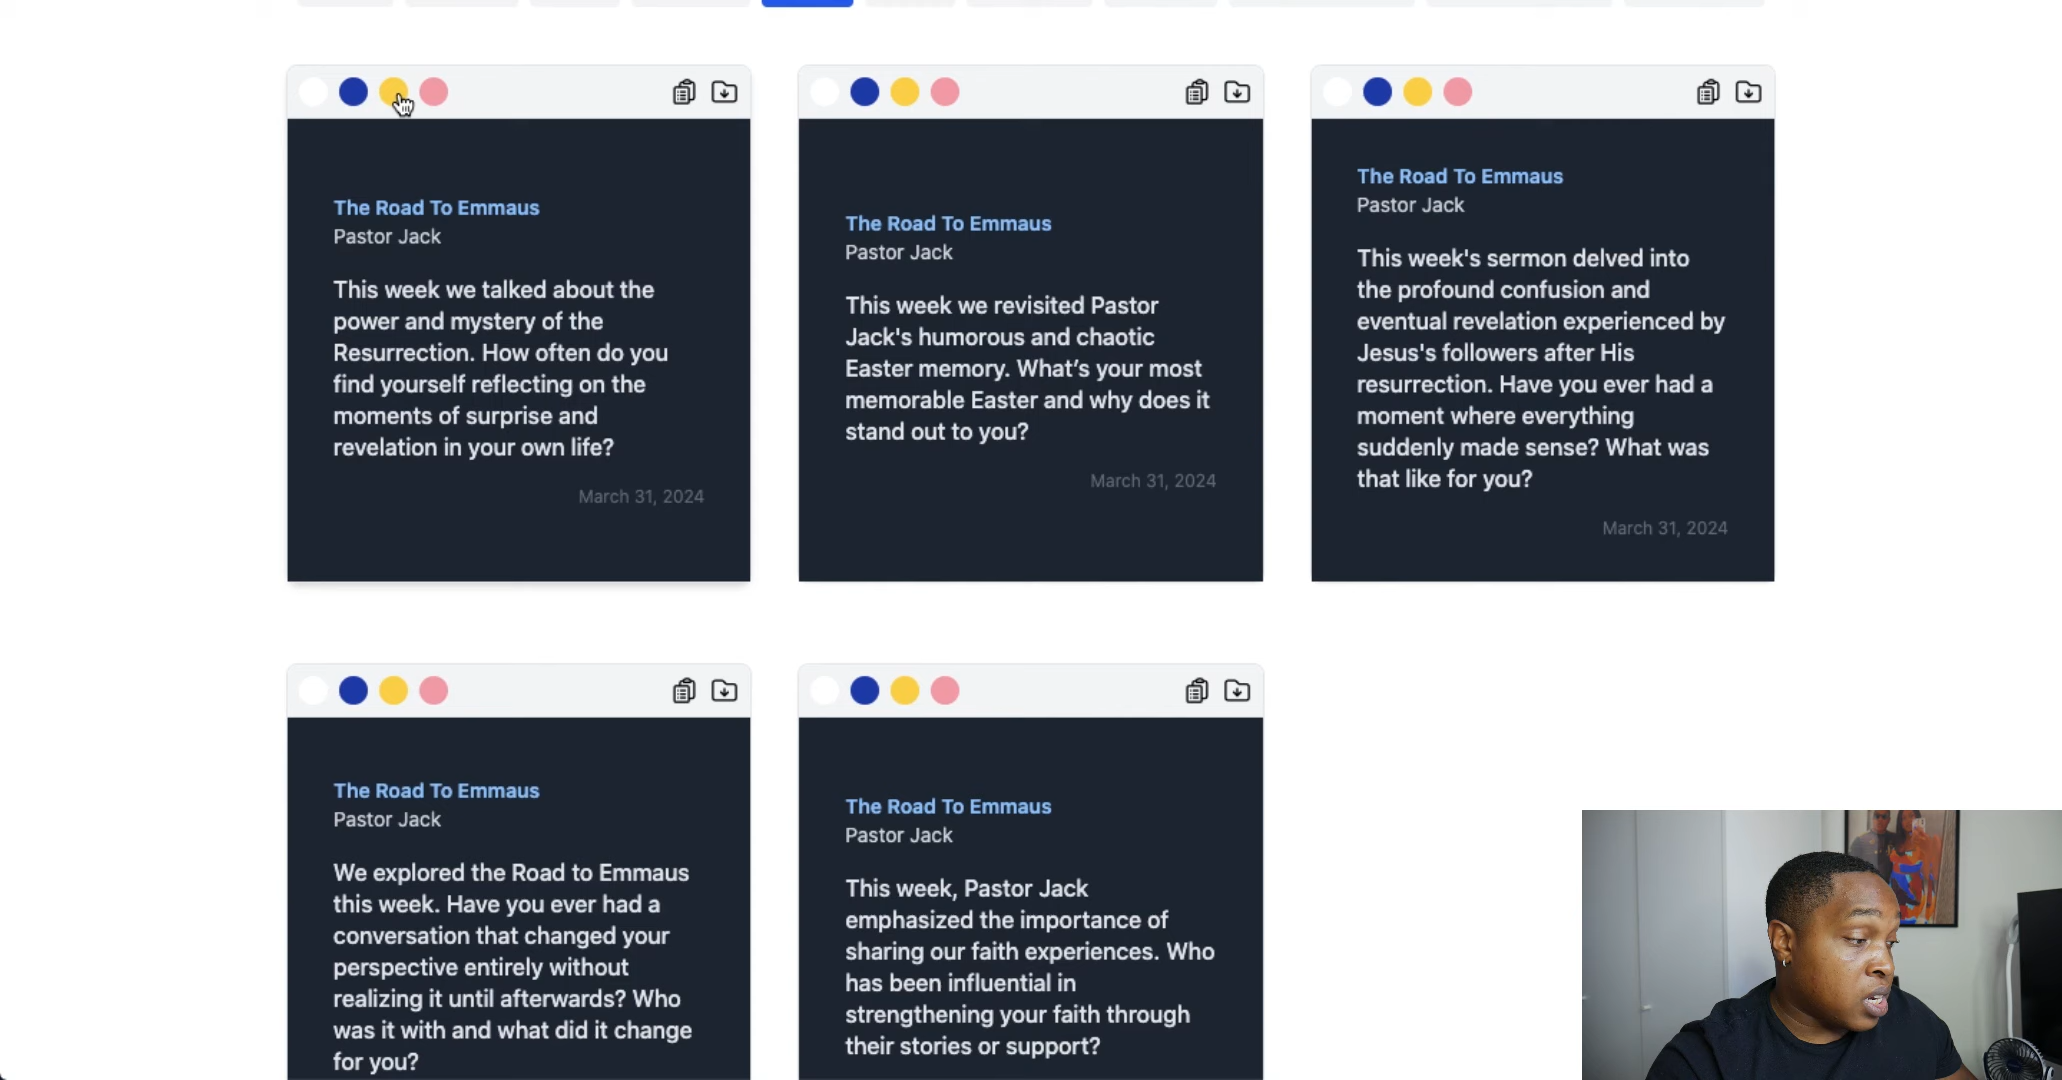 The Road To Emmaus
Pastor Jack
This week we talked about the
power and mystery of the
Resurrection. How often do you
find yourself reflecting on the
moments of surprise and
revelation in your own life?
March 31, 2024
The Road To Emmaus
Pastor Jack
This week we revisited Pastor
Jack's humorous and chaotic
Easter memory. What’s your most
memorable Easter and why does it
stand out to you?
March 31, 2024
The Road To Emmaus
Pastor Jack
This week's sermon delved into
the profound confusion and
eventual revelation experienced by
Jesus's followers after His
resurrection. Have you ever had a
moment where everything
suddenly made sense? What was
that like for you?
March 31, 2024
The Road To Emmaus
Pastor Jack
We explored the Road to Emmaus
this week. Have you ever had a
conversation that changed your
perspective entirely without
realizing it until afterwards? Who
was it with and what did it change
for you?
The Road To Emmaus
Pastor Jack
This week, Pastor Jack
emphasized the importance of
sharing our faith experiences. Who
has been influential in
strengthening your faith through
their stories or support?